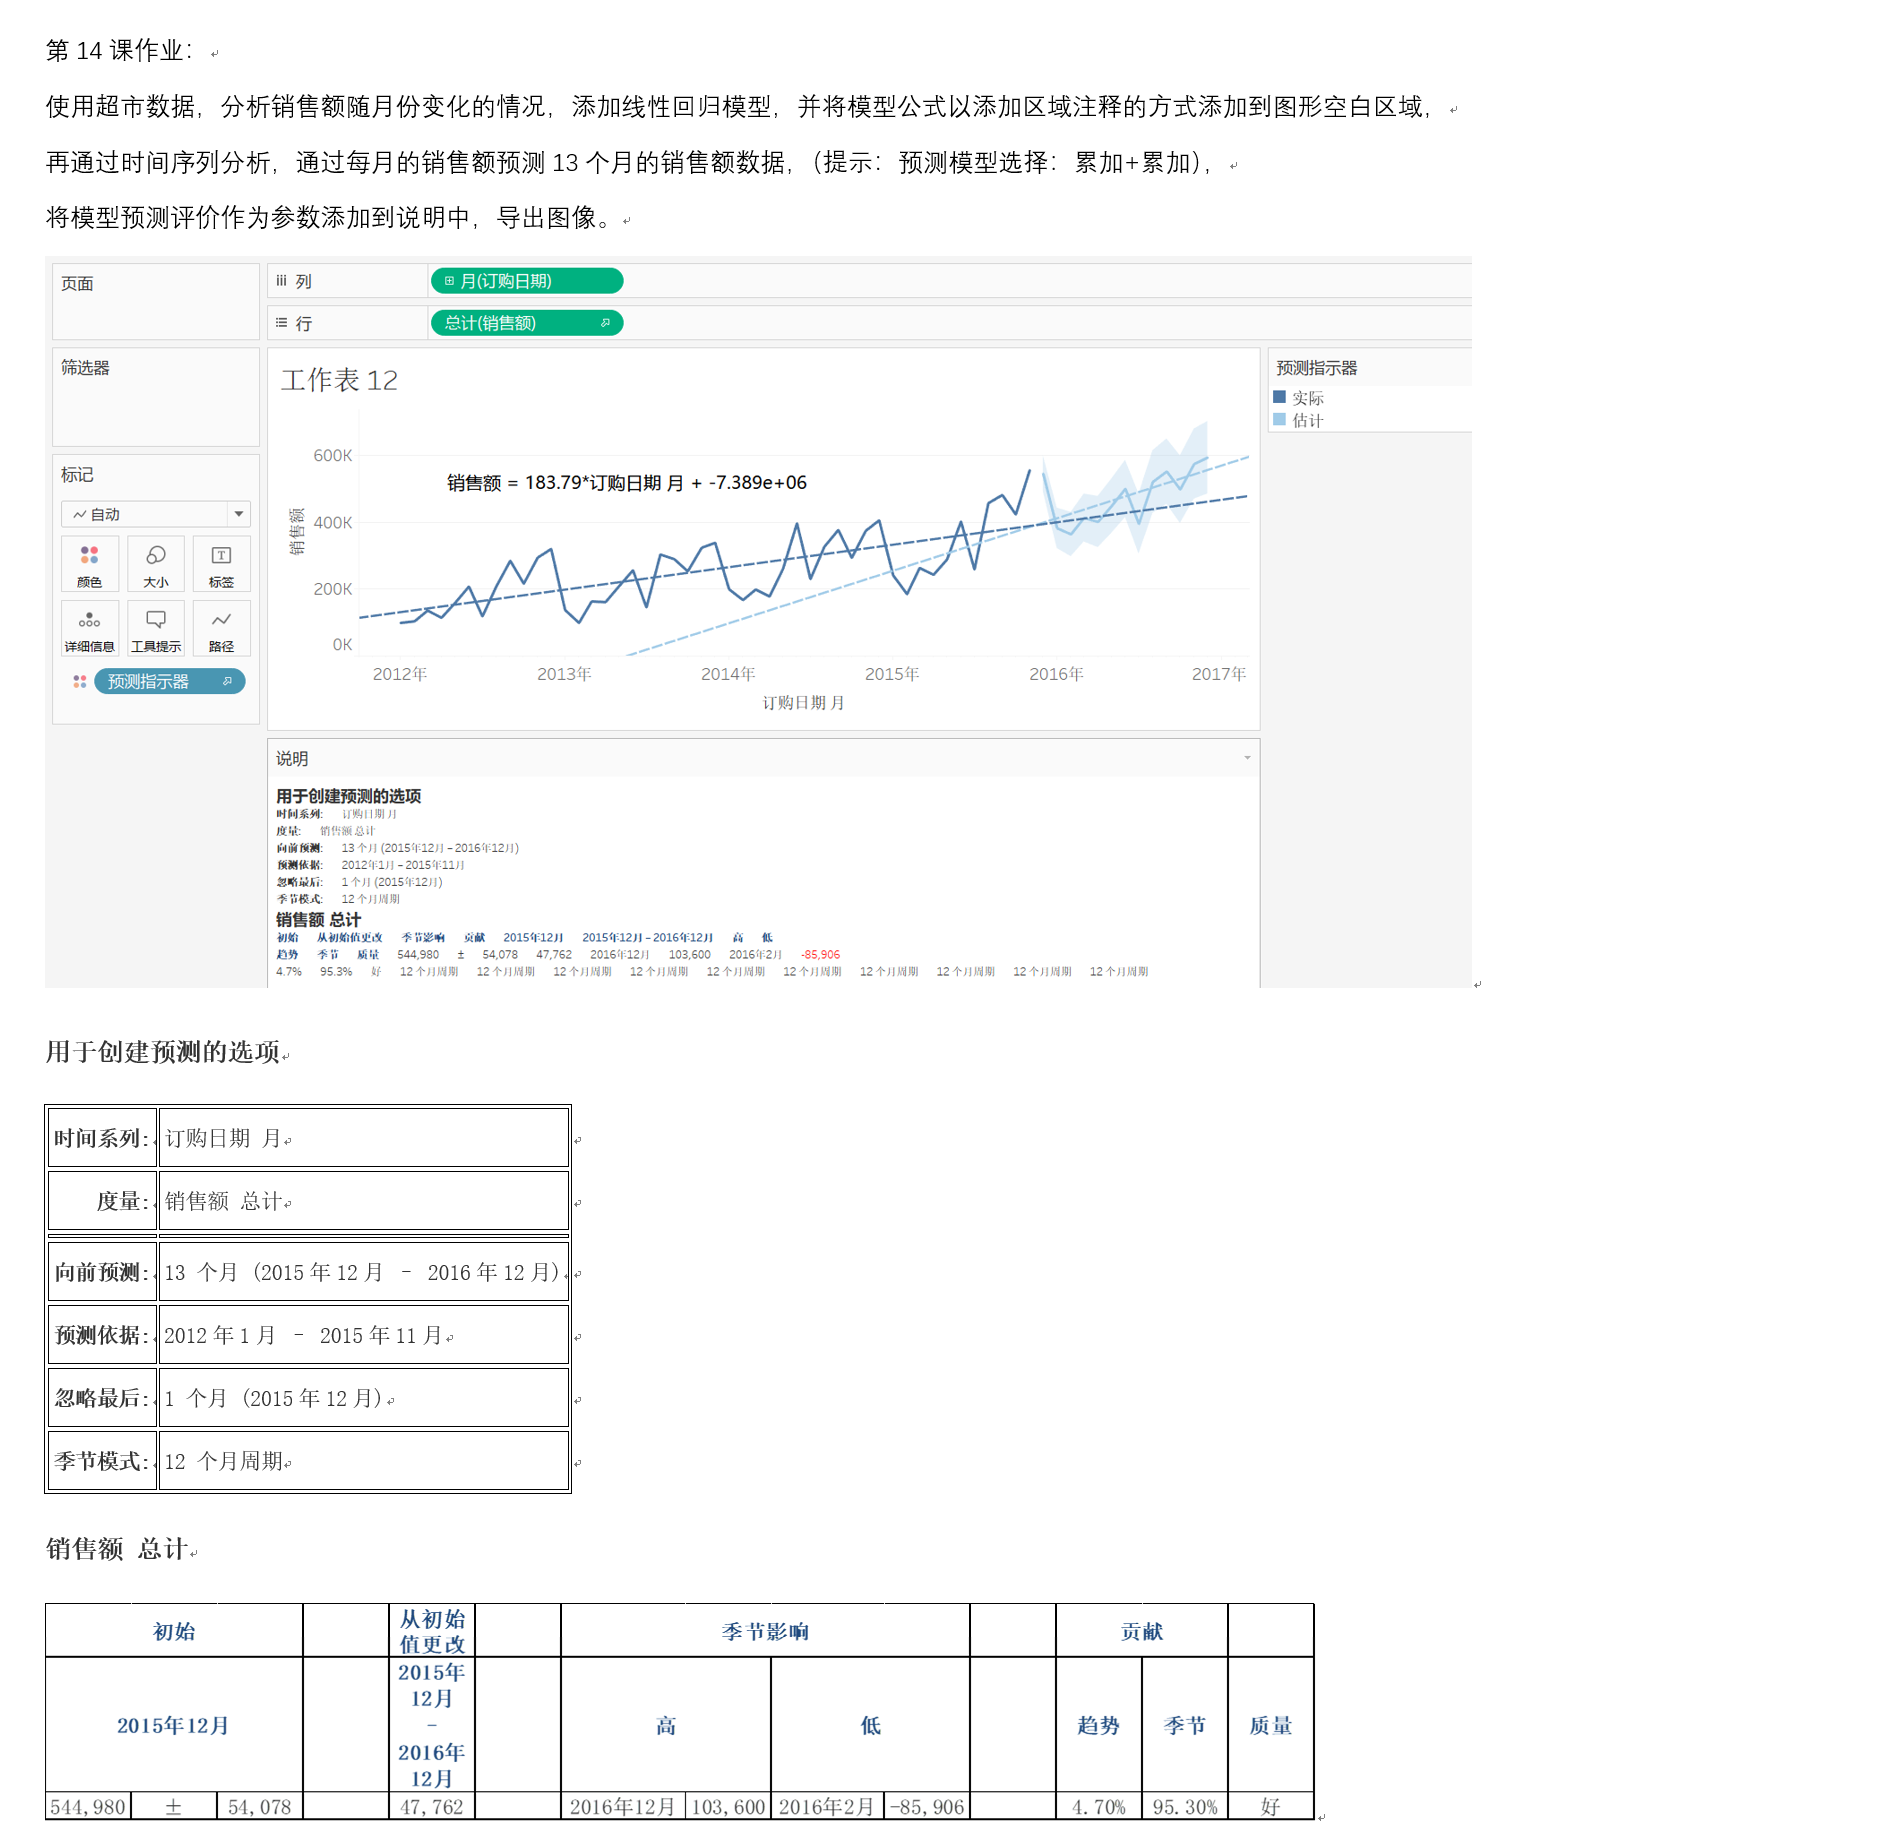 第 14 课作业：
使用超市数据，分析销售额随月份变化的情况，添加线性回归模型，并将模型公式以添加区域注释的方式添加到图形空白区域，
再通过时间序列分析，通过每月的销售额预测 13 个月的销售额数据，（提示：预测模型选择：累加+累加），
将模型预测评价作为参数添加到说明中，导出图像。
页面
iii 列
月(订购日期)
行
总计(销售额)
筛选器
工作表 12
预测指示器
实际
估计
标记
自动
颜色
大小
标签
详细信息
工具提示
路径
预测指示器
600K
400K
200K
0K
销售额
销售额 = 183.79*订购日期 月 + -7.389e+06
2012年
2013年
2014年
2015年
2016年
2017年
订购日期 月
说明
用于创建预测的选项
时间系列: 订购日期 月
度量: 销售额 总计
向前预测: 13 个月 (2015年12月 – 2016年12月)
预测依据: 2012年1月 – 2015年11月
忽略最后: 1 个月 (2015年12月)
季节模式: 12 个月周期
销售额 总计
初始 从初始值更改 季节影响 贡献 2015年12月 2015年12月 – 2016年12月 高 低
趋势 季节 质量 544,980 ± 54,078 47,762 2016年12月 103,600 2016年2月 -85,906
4.7% 95.3% 好 12 个月周期 12 个月周期 12 个月周期 12 个月周期 12 个月周期 12 个月周期 12 个月周期 12 个月周期 12 个月周期 12 个月周期
用于创建预测的选项
时间系列: 订购日期 月
度量: 销售额 总计
向前预测: 13 个月 (2015 年 12 月 – 2016 年 12 月)
预测依据: 2012 年 1 月 – 2015 年 11 月
忽略最后: 1 个月 (2015 年 12 月)
季节模式: 12 个月周期
销售额 总计
初始
从初始
值更改
季节影响
贡献
2015年12月
2015年
12月
–
2016年
12月
高
低
趋势
季节
质量
544,980 ± 54,078 47,762 2016年12月 103,600 2016年2月 -85,906 4.70% 95.30% 好